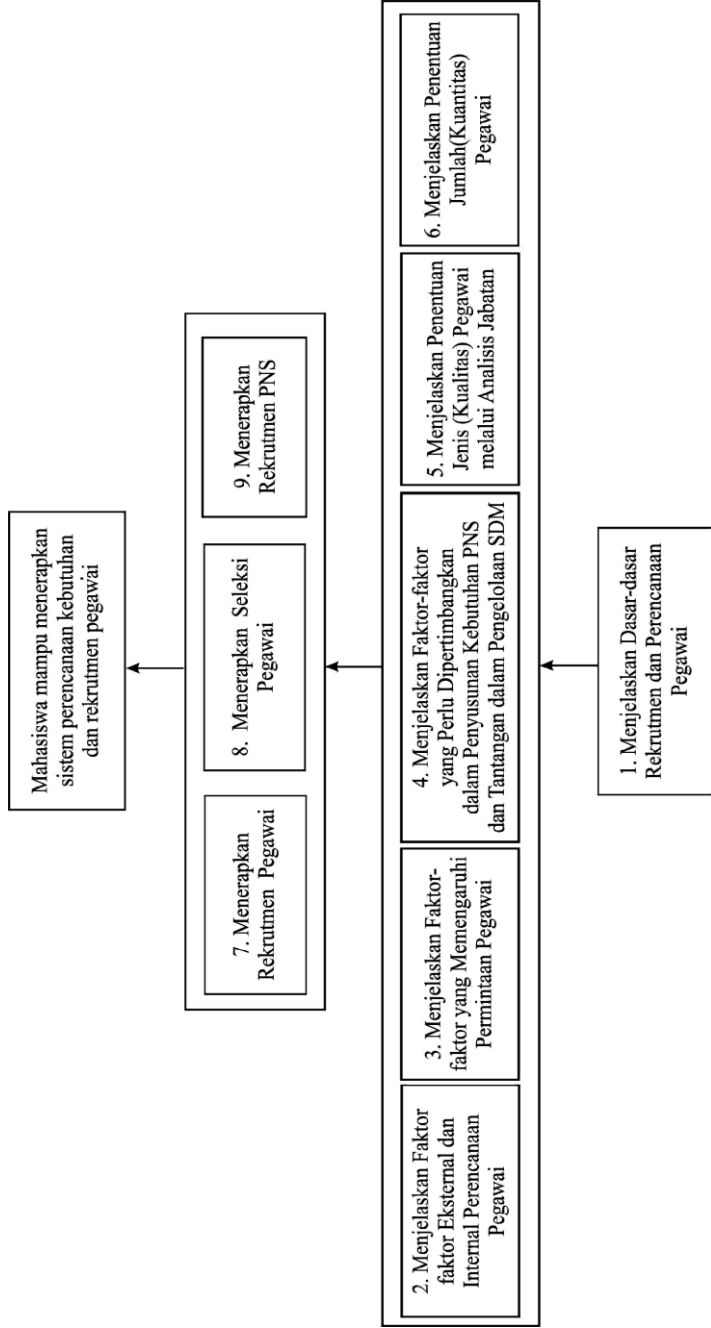 Mahasiswa mampu menerapkan
sistem perencanaan kebutuhan
dan rekrutmen pegawai
7. Menerapkan
Rekrutmen Pegawai
8. Menerapkan Seleksi
Pegawai
9. Menerapkan
Rekrutmen PNS
2. Menjelaskan Faktor
faktor Eksternal dan
Internal Perencanaan
Pegawai
3. Menjelaskan Faktor-
faktor yang Memengaruhi
Permintaan Pegawai
4. Menjelaskan Faktor-faktor
yang Perlu Dipertimbangkan
dalam Penyusunan Kebutuhan PNS
dan Tantangan dalam Pengelolaan SDM
5. Menjelaskan Penentuan
Jenis (Kualitas) Pegawai
melalui Analisis Jabatan
6. Menjelaskan Penentuan
Jumlah(Kuantitas)
Pegawai
1. Menjelaskan Dasar-dasar
Rekrutmen dan Perencanaan
Pegawai